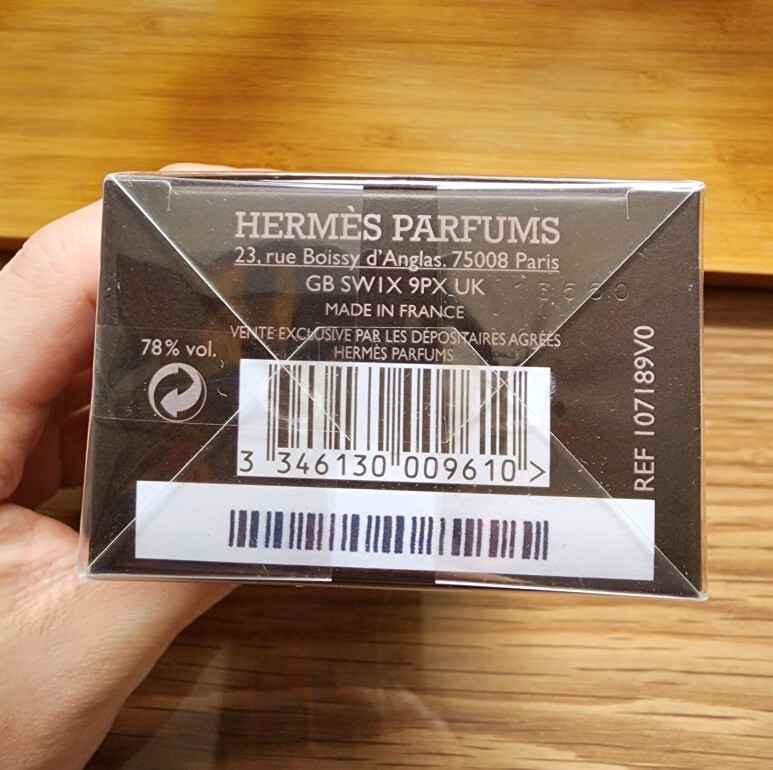 HERMÈS PARFUMS
23, rue Boissy d'Anglas. 75008 Paris
GB SW1X 9PX UK
MADE IN FRANCE
VENTE EXCLUSIVE PAR LES DÉPOSITAIRES AGRÉÉS
HERMÈS PARFUMS
78% vol.
3 346130 009610 >
REF 107189V0